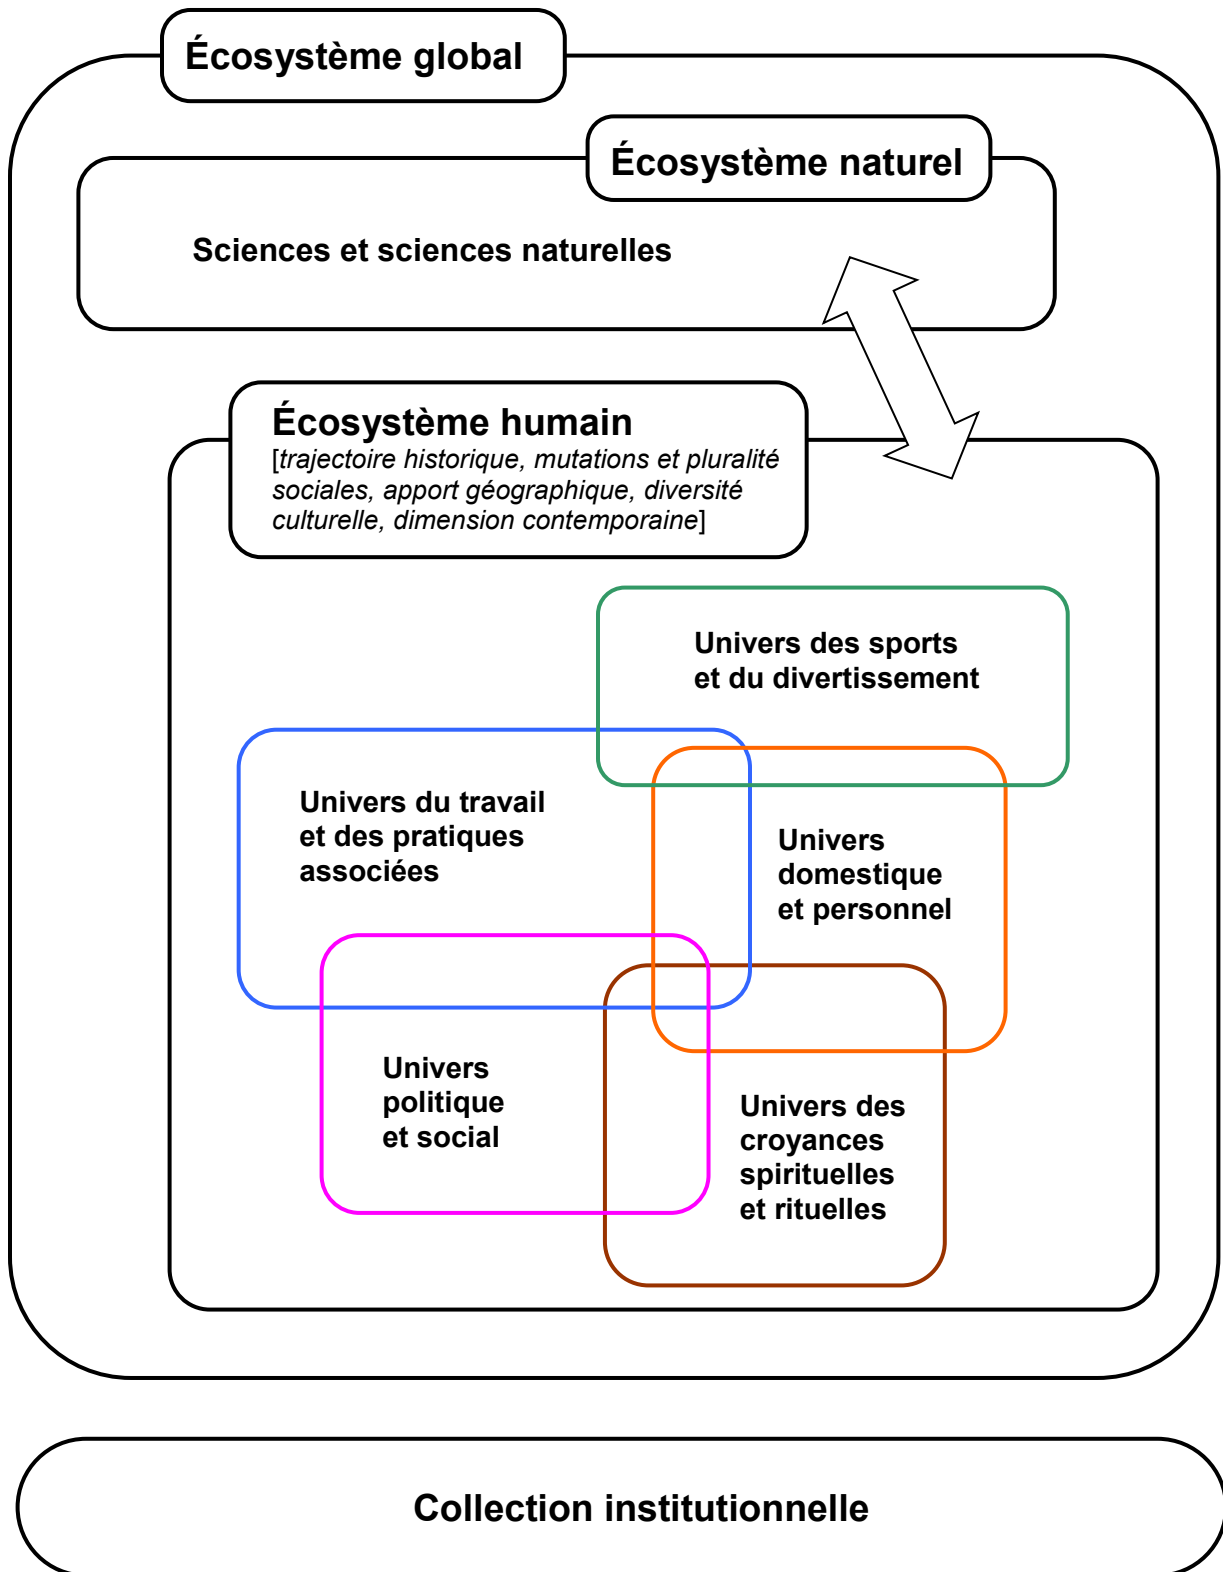 Écosystème global
Écosystème naturel
Sciences et sciences naturelles
Écosystème humain
[trajectoire historique, mutations et pluralité
sociales, apport géographique, diversité
culturelle, dimension contemporaine]
Univers des sports
et du divertissement
Univers du travail
et des pratiques
associées
Univers
domestique
et personnel
Univers
politique
et social
Univers des
croyances
spirituelles
et rituelles
Collection institutionnelle